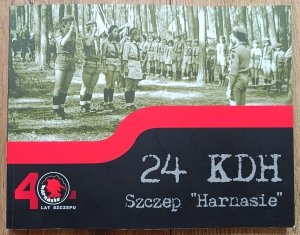 24 KDH
Szczep "Harnasie"
40
LAT SZCZEPU